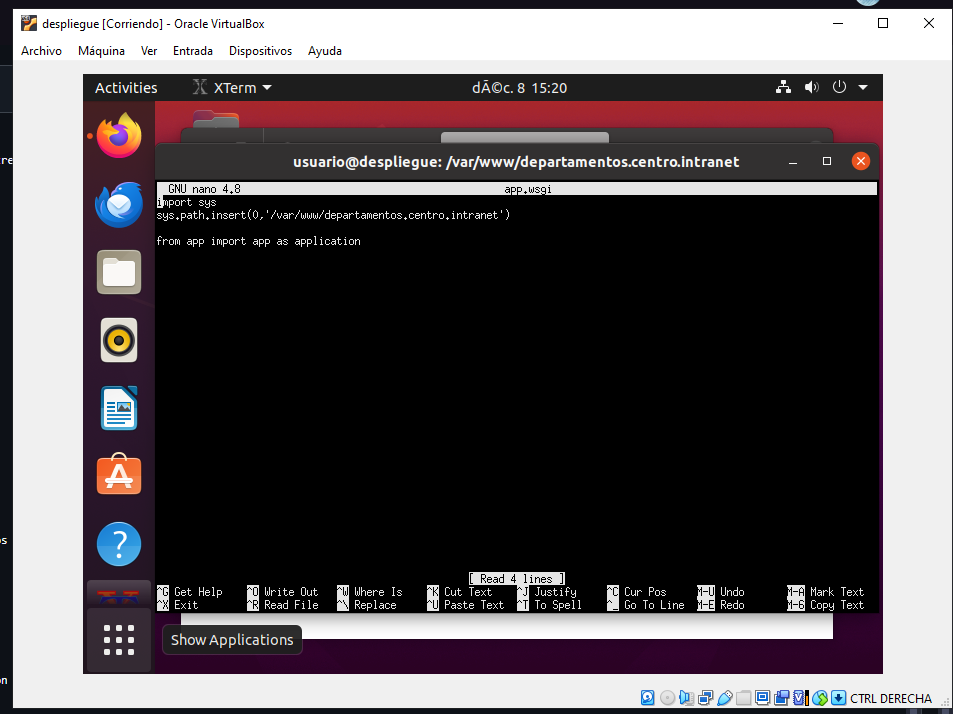 despliegue [Corriendo] - Oracle VirtualBox
Archivo Máquina Ver Entrada Dispositivos Ayuda
Activities XTerm dÃ©c. 8 15:20
usuario@despliegue: /var/www/departamentos.centro.intranet
GNU nano 4.8 app.wsgi
import sys
sys.path.insert(0,'/var/www/departamentos.centro.intranet')
from app import app as application
[ Read 4 lines ]
^G Get Help ^O Write Out ^W Where Is ^K Cut Text ^J Justify ^C Cur Pos M-U Undo M-A Mark Text
^X Exit ^R Read File ^\ Replace ^U Paste Text ^T To Spell ^_ Go To Line M-E Redo M-6 Copy Text
Show Applications
CTRL DERECHA